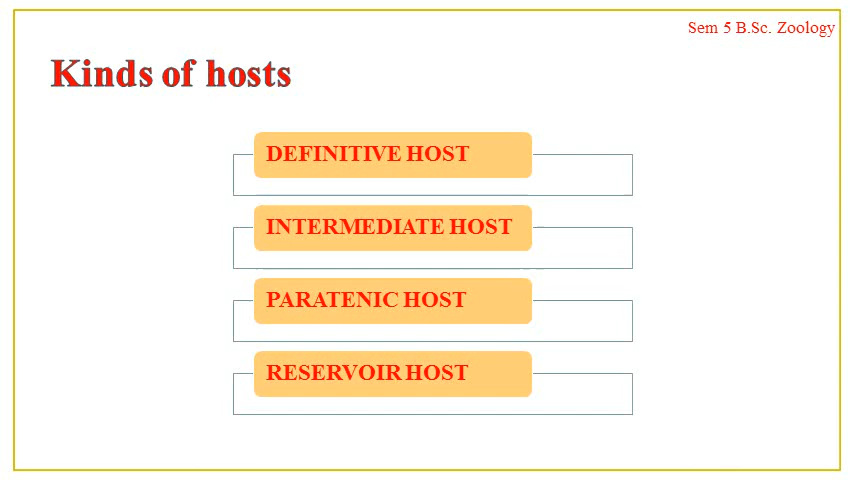 Sem 5 B.Sc. Zoology
Kinds of hosts
DEFINITIVE HOST
INTERMEDIATE HOST
PARATENIC HOST
RESERVOIR HOST